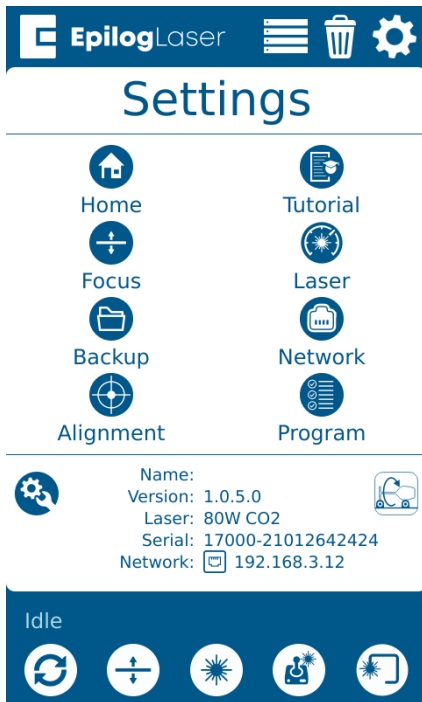 EpilogLaser
Settings
Home Tutorial
Focus Laser
Backup Network
Alignment Program
Name:
Version: 1.0.5.0
Laser: 80W CO2
Serial: 17000-21012642424
Network: 192.168.3.12
Idle